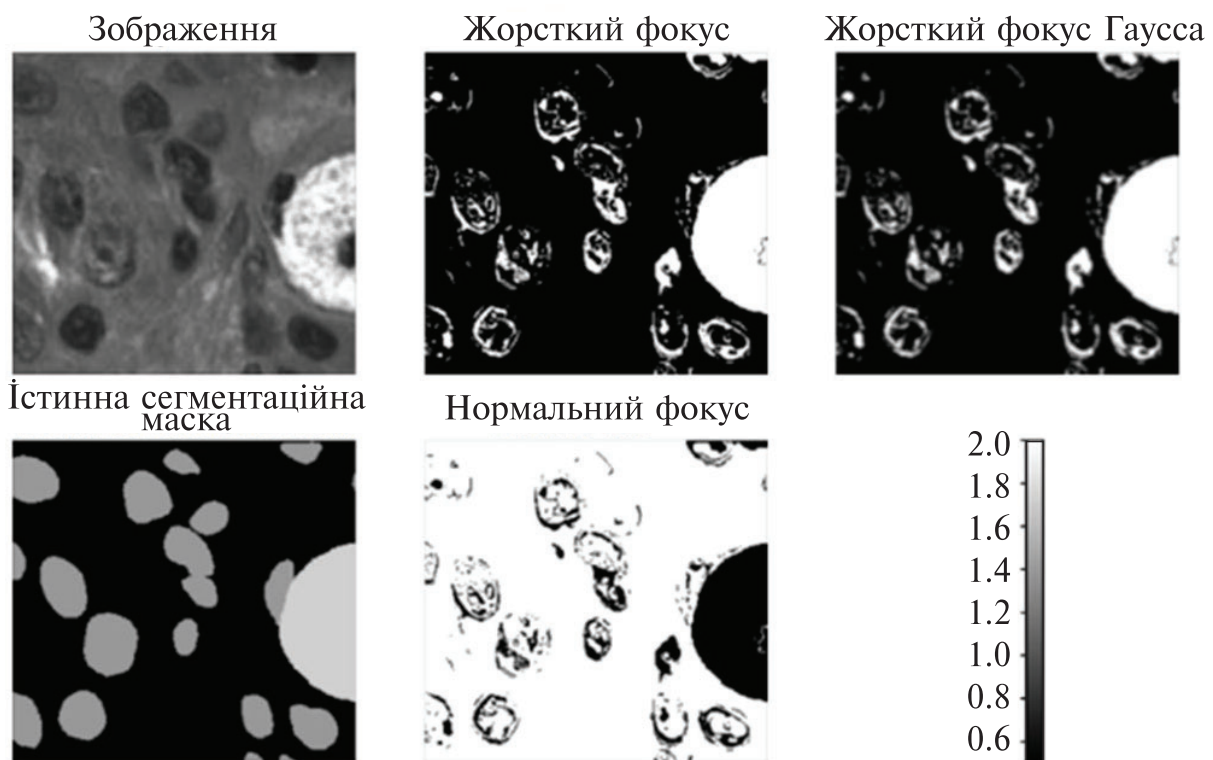 Зображення
Жорсткий фокус
Жорсткий фокус Гаусса
Істинна сегментаційна
маска
Нормальний фокус
2.0
1.8
1.6
1.4
1.2
1.0
0.8
0.6